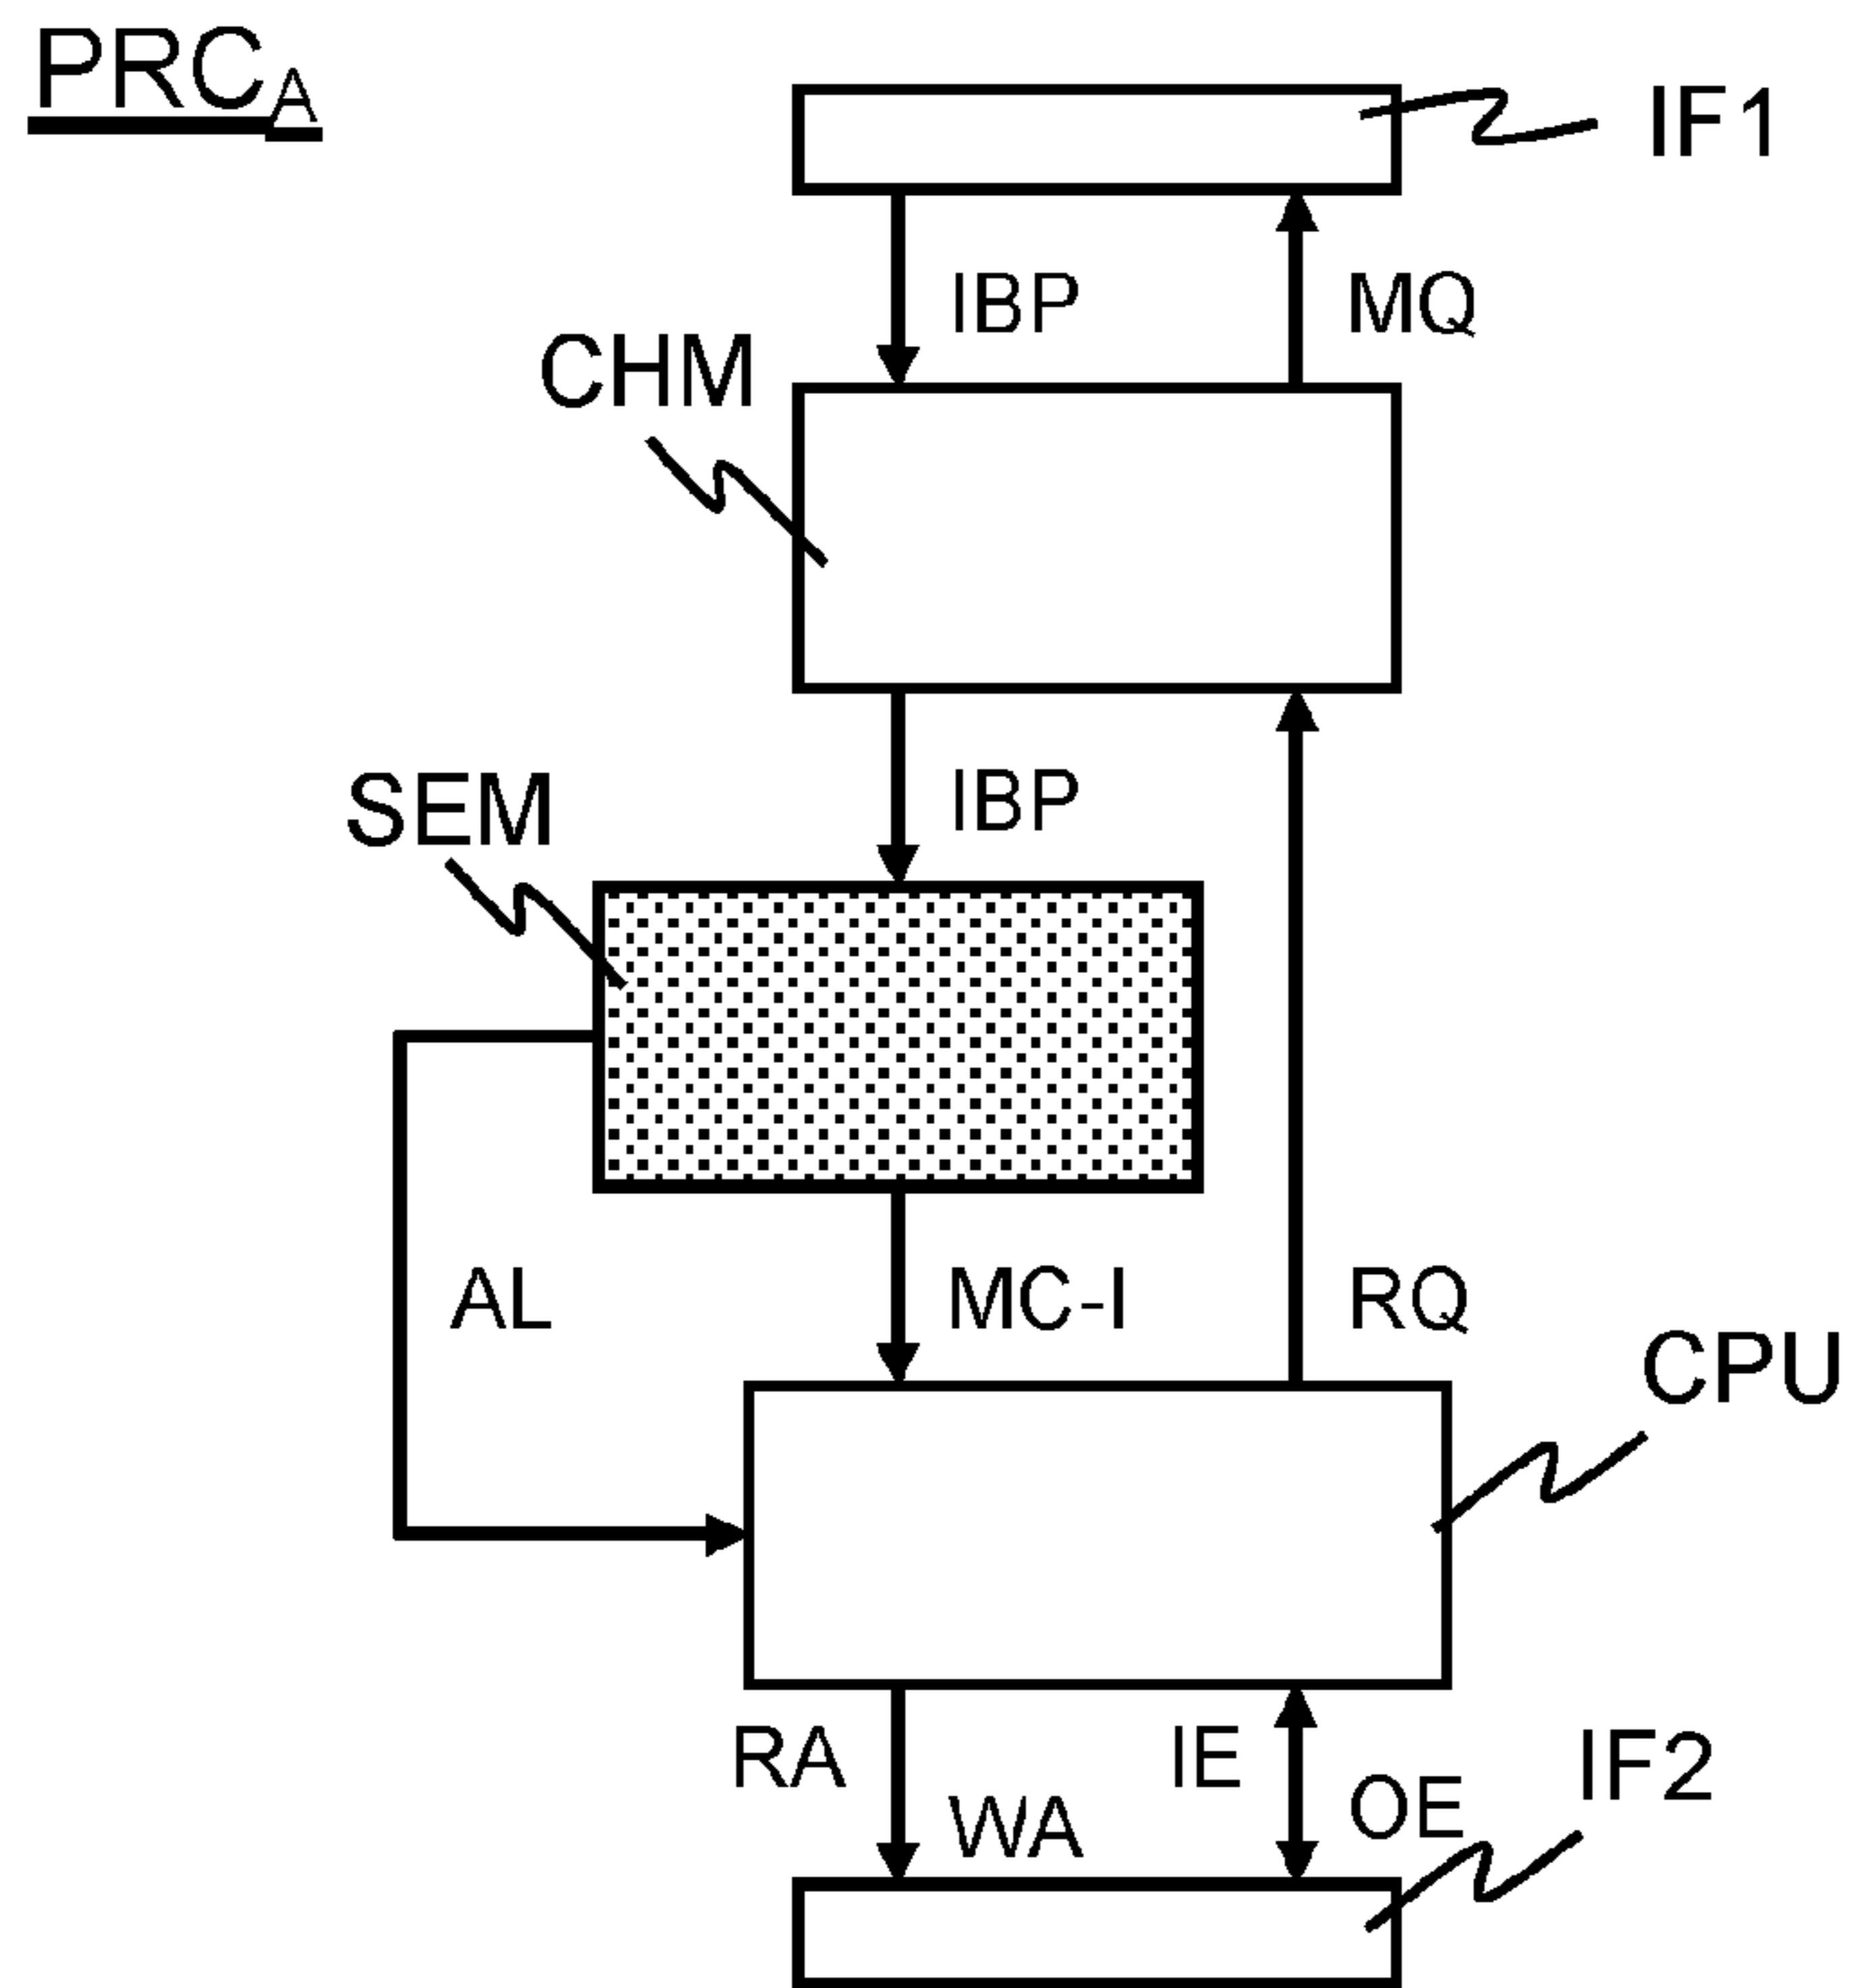 PRCA
IF1
IBP MQ
CHM
IBP
SEM
AL MC-I RQ
CPU
RA IE IF2
WA OE